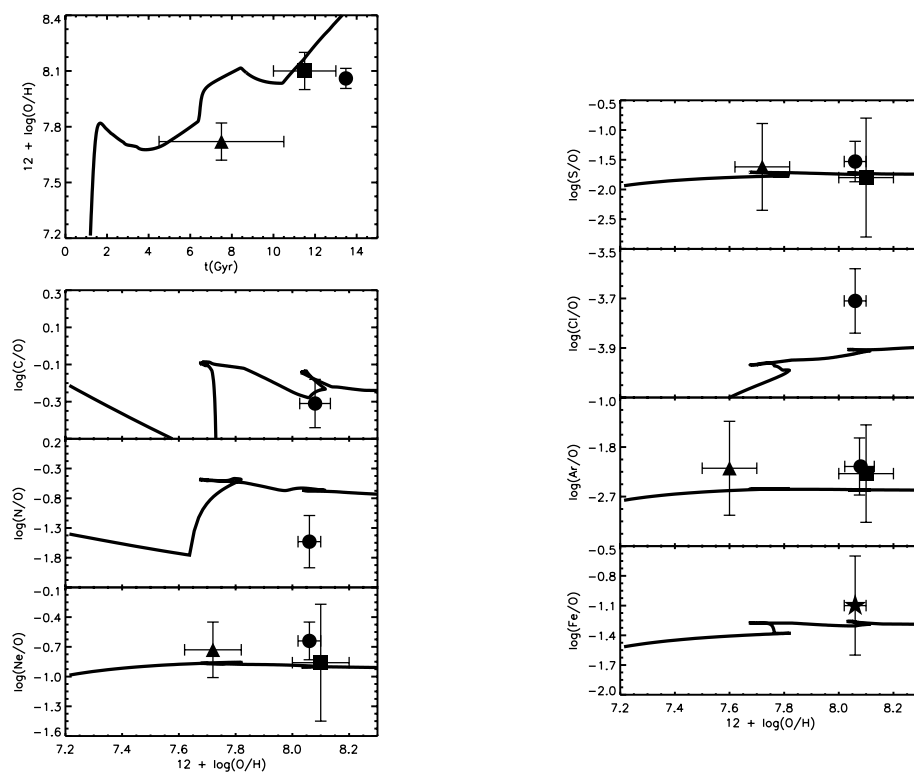 8.4
8.1
7.8
7.5
7.2
12 + log(O/H)
0 2 4 6 8 10 12 14
t(Gyr)
0.3
0.1
-0.1
-0.3
log(C/O)
0.2
-0.3
-0.8
-1.3
-1.8
log(N/O)
-0.1
-0.4
-0.7
-1.0
-1.3
-1.6
log(Ne/O)
7.2 7.4 7.6 7.8 8.0 8.2
12 + log(O/H)
-0.5
-1.0
-1.5
-2.0
-2.5
log(S/O)
-3.5
-3.7
-3.9
log(Cl/O)
-1.0
-1.8
-2.7
log(Ar/O)
-0.5
-0.8
-1.1
-1.4
-1.7
-2.0
log(Fe/O)
7.2 7.4 7.6 7.8 8.0 8.2
12 + log(O/H)